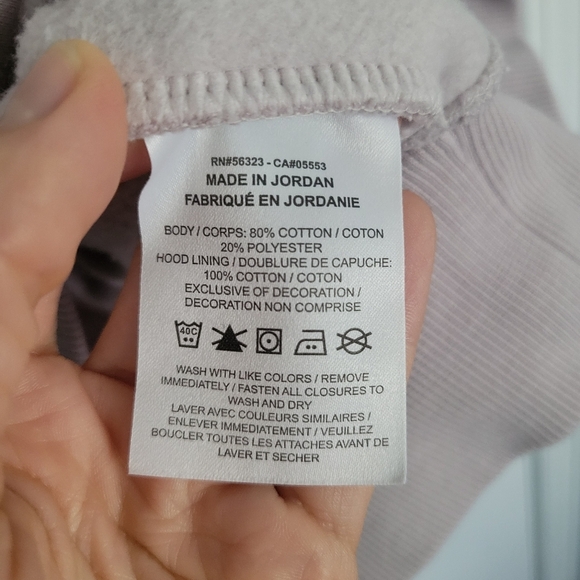 RN#56323 - CA#05553
MADE IN JORDAN
FABRIQUÉ EN JORDANIE
BODY / CORPS: 80% COTTON / COTON
20% POLYESTER
HOOD LINING / DOUBLURE DE CAPUCHE:
100% COTTON / COTON
EXCLUSIVE OF DECORATION /
DECORATION NON COMPRISE
40C
WASH WITH LIKE COLORS / REMOVE
IMMEDIATELY / FASTEN ALL CLOSURES TO
WASH AND DRY
LAVER AVEC COULEURS SIMILAIRES /
ENLEVER IMMEDIATEMENT / VEUILLEZ
BOUCLER TOUTES LES ATTACHES AVANT DE
LAVER ET SECHER